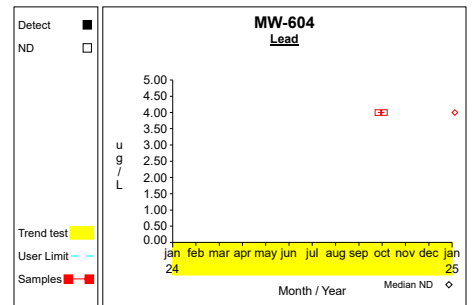 Detect
ND
Trend test
User Limit
Samples
MW-604
Lead
ug/L
5.00
4.50
4.00
3.50
3.00
2.50
2.00
1.50
1.00
0.50
0.00
jan feb mar apr may jun jul aug sep oct nov dec jan
24 25
Month / Year
Median ND